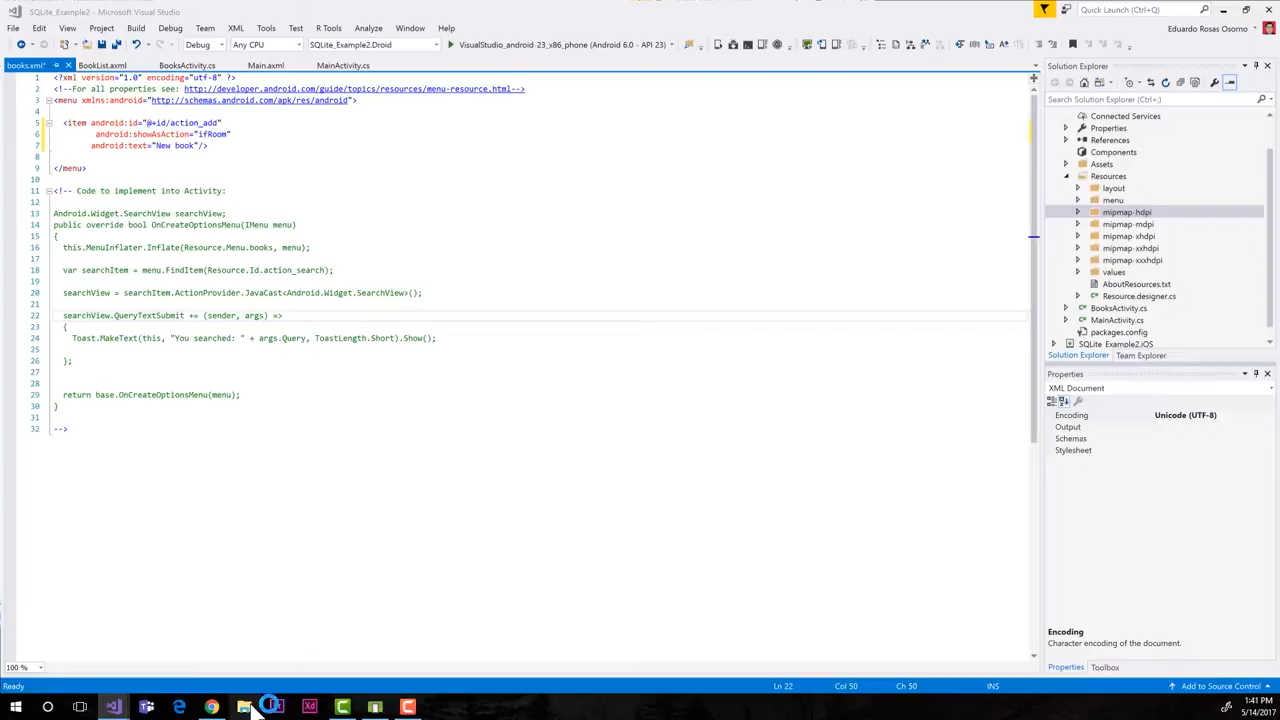 SQLite_Example2 - Microsoft Visual Studio
Quick Launch (Ctrl+Q)
File Edit View Project Build Debug Team XML Tools Test R Tools Analyze Window Help
Eduardo Rosas Osorno
Debug Any CPU SQLite_Example2.Droid VisualStudio_android-23_x86_phone (Android 6.0 - API 23)
books.xml* BookList.axml BooksActivity.cs Main.axml MainActivity.cs
1 <?xml version="1.0" encoding="utf-8" ?>
2 <!--For all properties see: http://developer.android.com/guide/topics/resources/menu-resource.html-->
3 <menu xmlns:android="http://schemas.android.com/apk/res/android">
4
5 <item android:id="@+id/action_add"
6 android:showAsAction="ifRoom"
7 android:text="New book"/>
8
9 </menu>
10
11 <!-- Code to implement into Activity:
12
13 Android.Widget.SearchView searchView;
14 public override bool OnCreateOptionsMenu(IMenu menu)
15 {
16 this.MenuInflater.Inflate(Resource.Menu.books, menu);
17
18 var searchItem = menu.FindItem(Resource.Id.action_search);
19
20 searchView = searchItem.ActionProvider.JavaCast<Android.Widget.SearchView>();
21
22 searchView.QueryTextSubmit += (sender, args) =>
23 {
24 Toast.MakeText(this, "You searched: " + args.Query, ToastLength.Short).Show();
25
26 };
27
28
29 return base.OnCreateOptionsMenu(menu);
30 }
31
32 -->
100 %
Solution Explorer
Search Solution Explorer (Ctrl+;)
Connected Services
Properties
References
Components
Assets
Resources
layout
menu
mipmap-hdpi
mipmap-mdpi
mipmap-xhdpi
mipmap-xxhdpi
mipmap-xxxhdpi
values
AboutResources.txt
Resource.designer.cs
BooksActivity.cs
MainActivity.cs
packages.config
SQLite_Example2.iOS
Solution Explorer Team Explorer
Properties
XML Document
Encoding Unicode (UTF-8)
Output
Schemas
Stylesheet
Encoding
Character encoding of the document.
Properties Toolbox
Ready Ln 22 Col 50 Ch 50 INS Add to Source Control
Xd
1:41 PM
5/14/2017